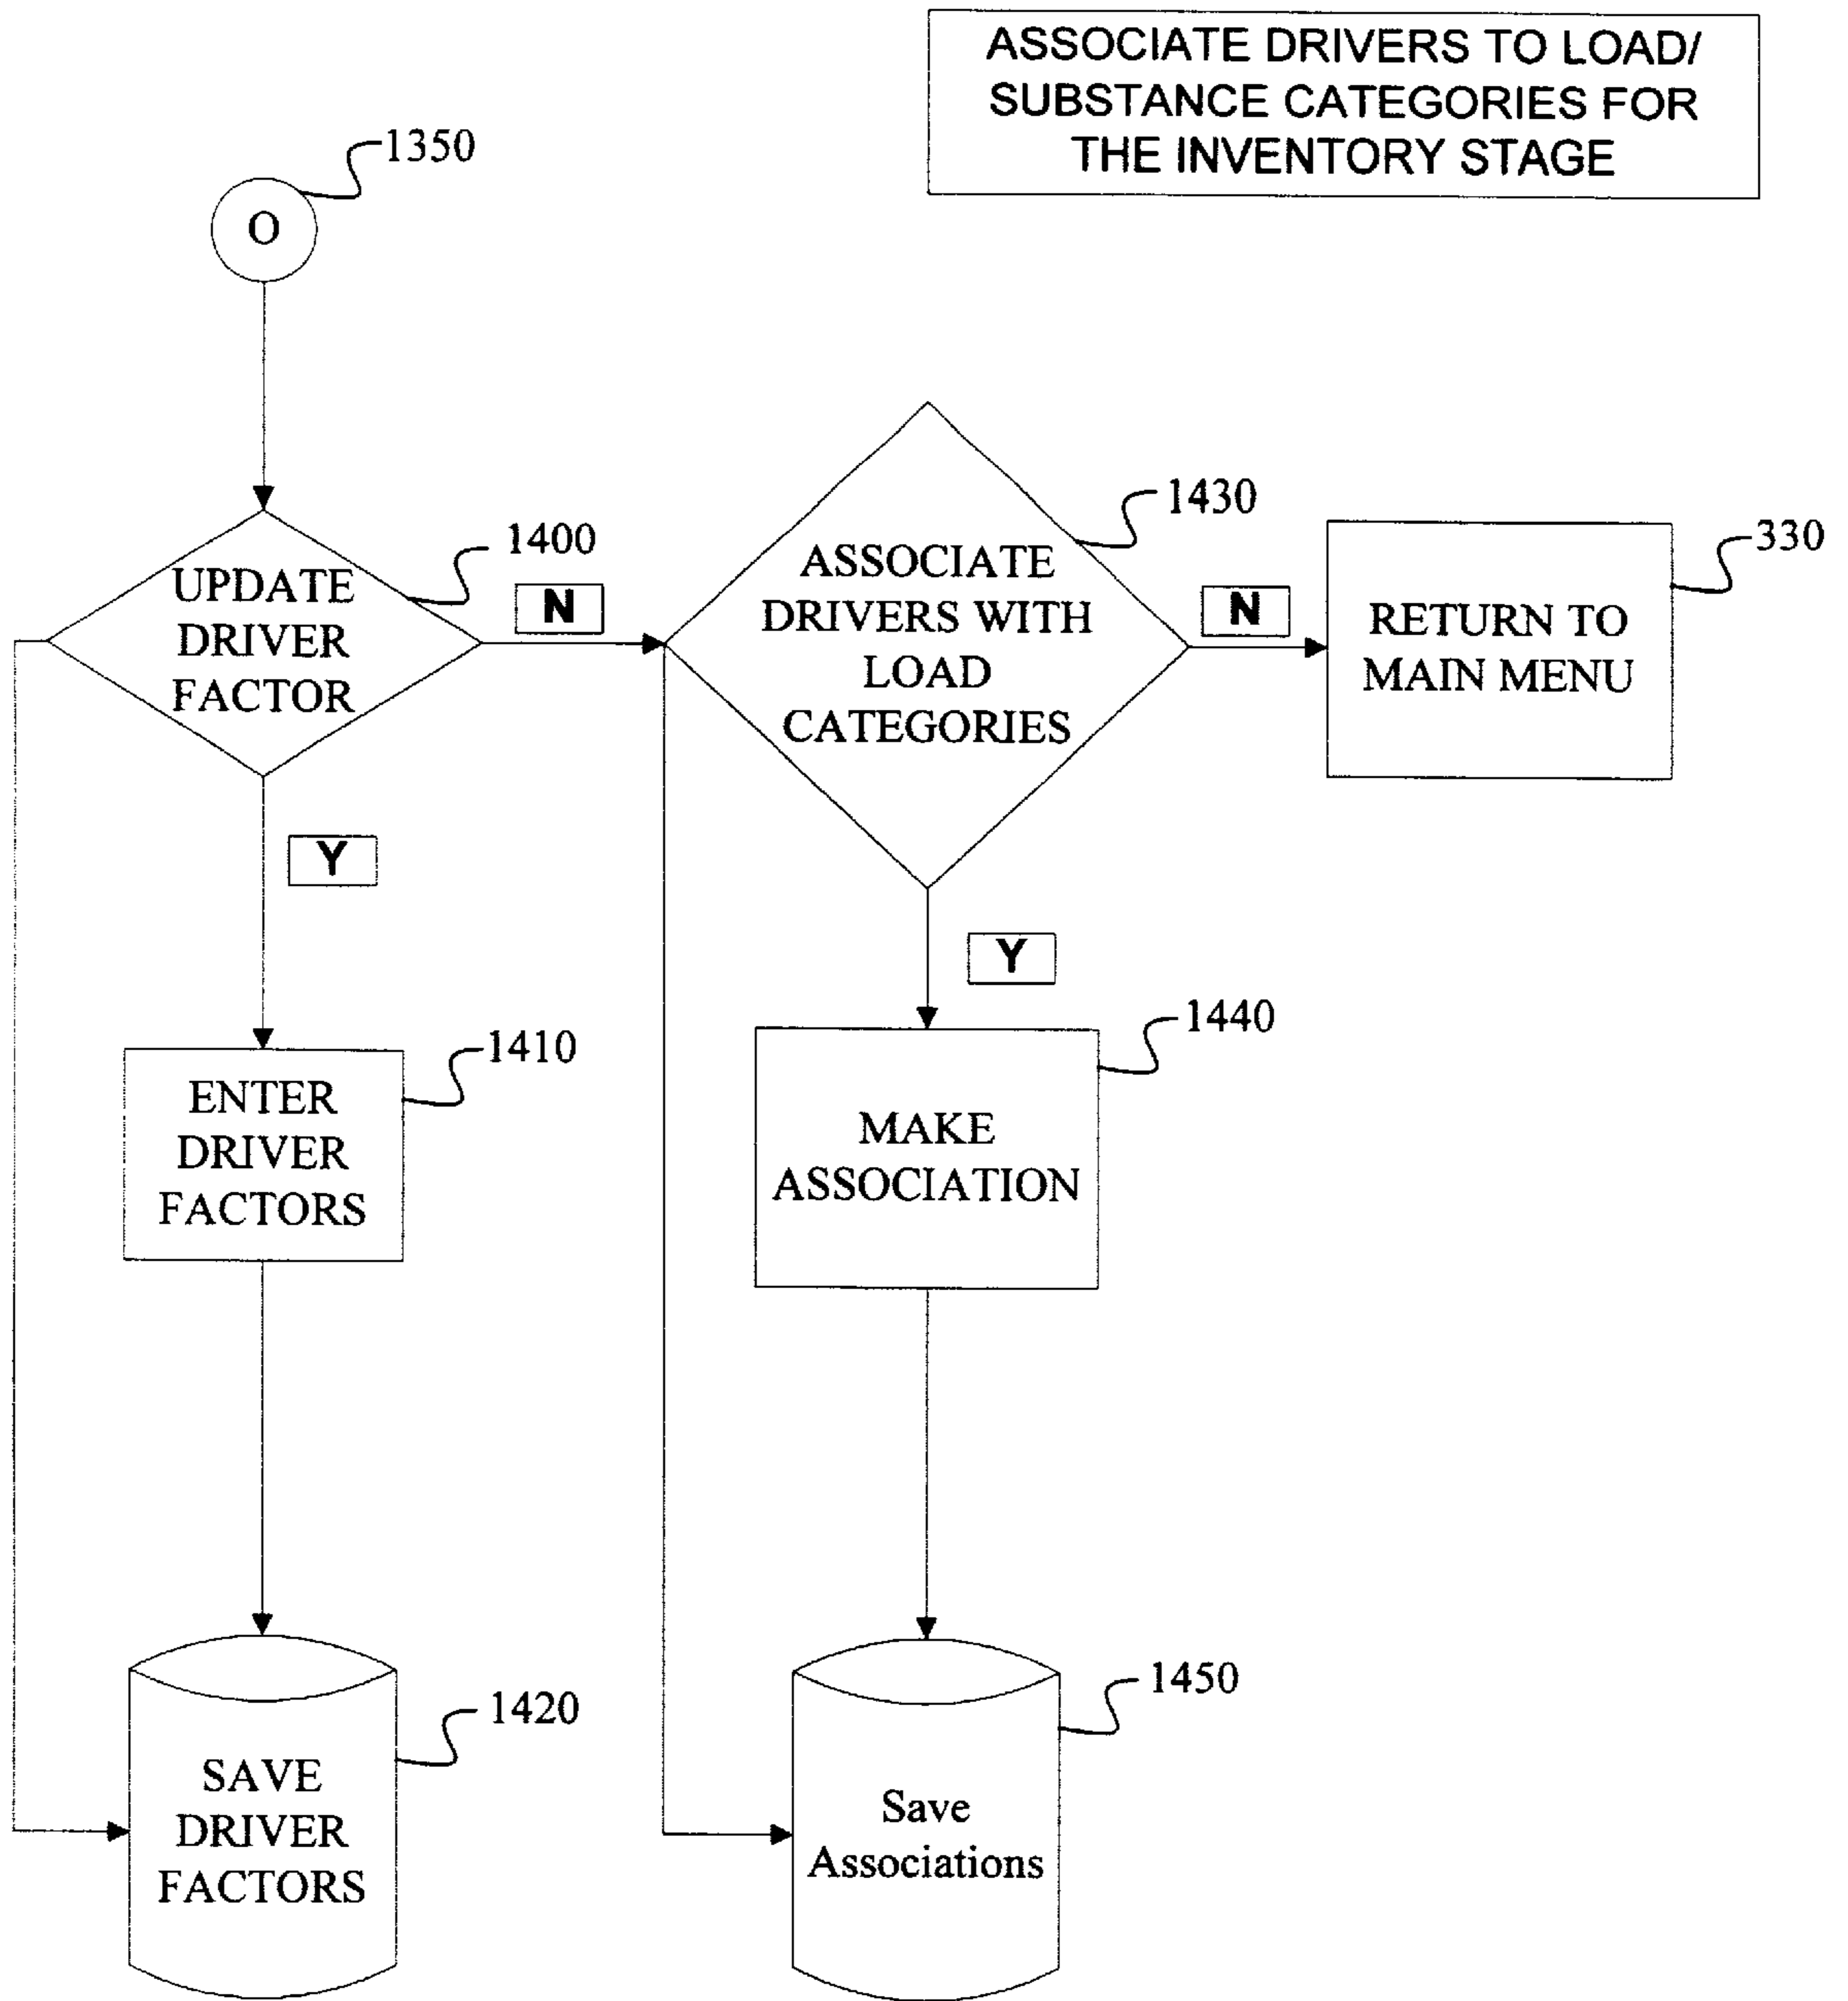 ASSOCIATE DRIVERS TO LOAD/
SUBSTANCE CATEGORIES FOR
THE INVENTORY STAGE
1350
O
1400
UPDATE
DRIVER
FACTOR
N
1430
ASSOCIATE
DRIVERS WITH
LOAD
CATEGORIES
N
330
RETURN TO
MAIN MENU
Y
Y
1410
ENTER
DRIVER
FACTORS
1440
MAKE
ASSOCIATION
1420
SAVE
DRIVER
FACTORS
1450
Save
Associations